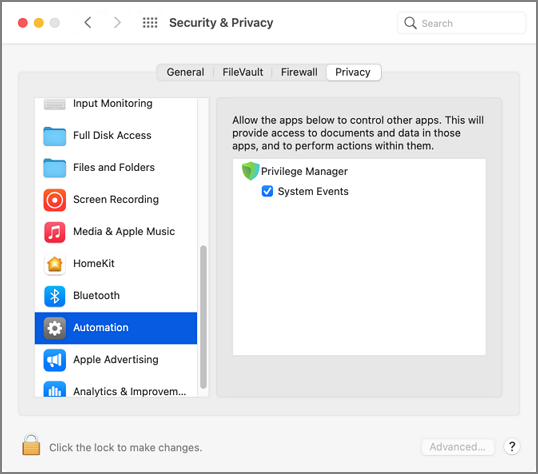 Security & Privacy
Search
General
FileVault
Firewall
Privacy
Input Monitoring
Full Disk Access
Files and Folders
Screen Recording
Media & Apple Music
HomeKit
Bluetooth
Automation
Apple Advertising
Analytics & Improvem...
Allow the apps below to control other apps. This will
provide access to documents and data in those
apps, and to perform actions within them.
Privilege Manager
System Events
Click the lock to make changes.
Advanced...
?